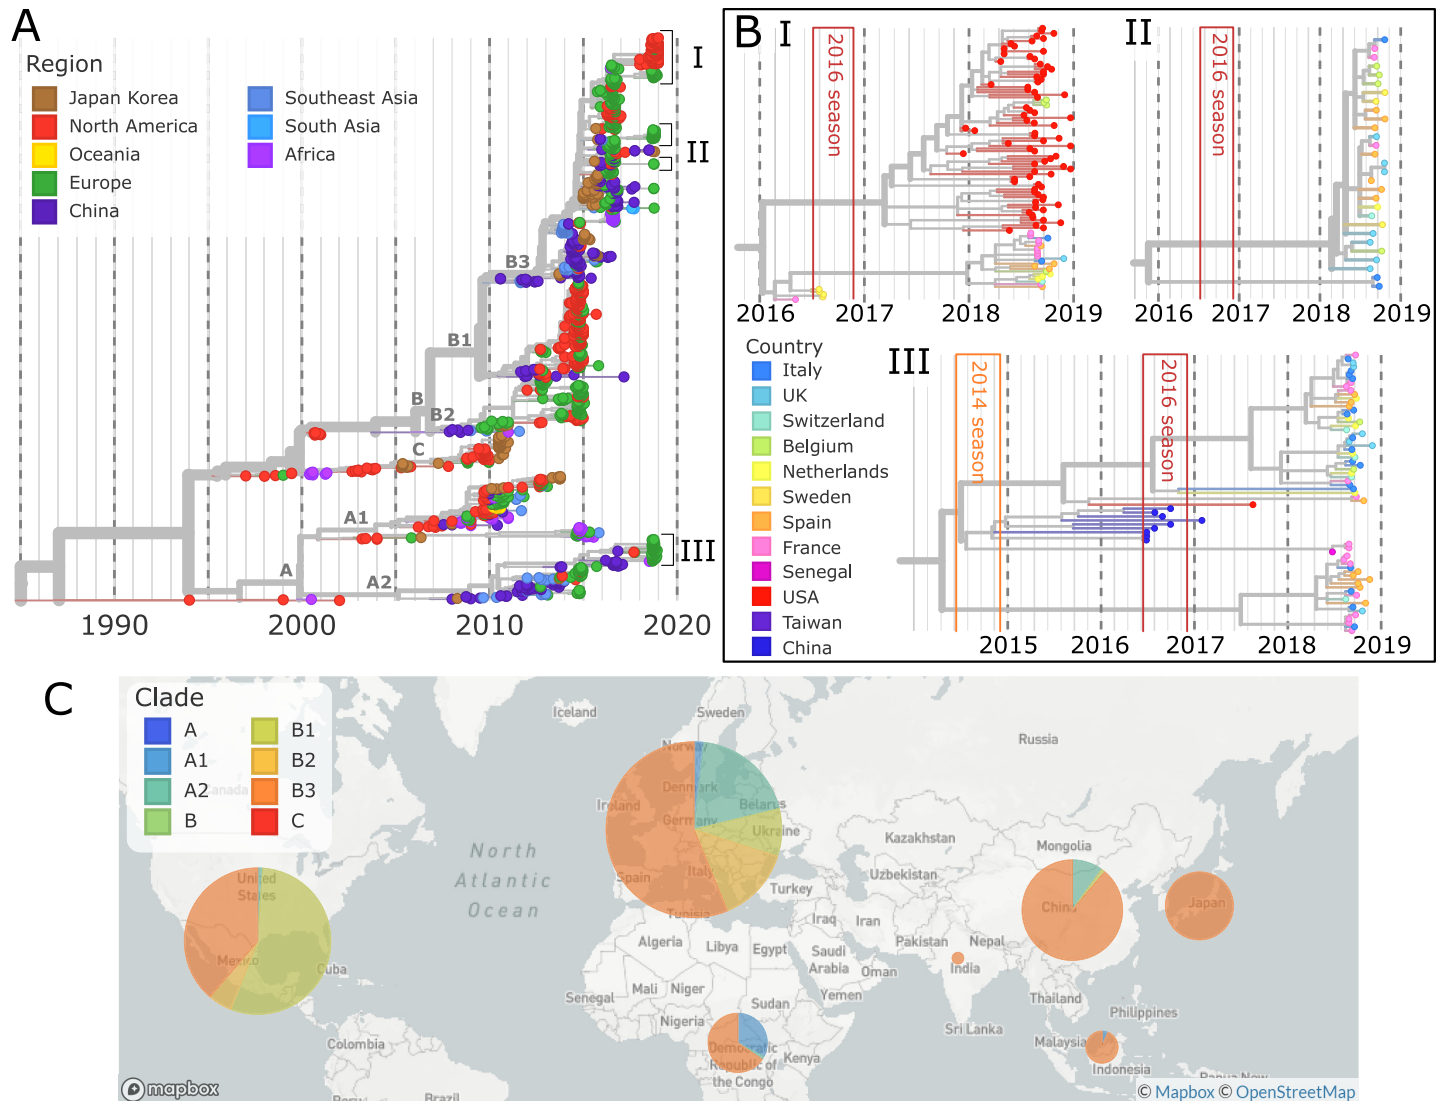 A
Region
Japan Korea
North America
Oceania
Europe
China
Southeast Asia
South Asia
Africa
I
II
III
B3
B1
B
B2
C
A1
A
A2
1990
2000
2010
2020
B
I
2016 season
2016
2017
2018
2019
II
2016 season
2016
2017
2018
2019
Country
Italy
UK
Switzerland
Belgium
Netherlands
Sweden
Spain
France
Senegal
USA
Taiwan
China
III
2014 season
2016 season
2015
2016
2017
2018
2019
C
Clade
A
A1
A2
B
B1
B2
B3
C
Canada
Iceland
Sweden
Norway
Russia
Ireland
Denmark
Belarus
Germany
Ukraine
Kazakhstan
Mongolia
North
Atlantic
Ocean
United
States
Spain
Italy
Turkey
Uzbekistan
China
Japan
Tunisia
Mexico
Cuba
Algeria
Libya
Egypt
Iraq
Iran
Saudi
Arabia
Pakistan
Nepal
Oman
India
Mali
Niger
Senegal
Sudan
Yemen
Thailand
Philippines
Nigeria
Sri Lanka
Colombia
Democratic
Republic of
the Congo
Kenya
Malaysia
Indonesia
Papua New
Peru
Brazil
mapbox
© Mapbox © OpenStreetMap